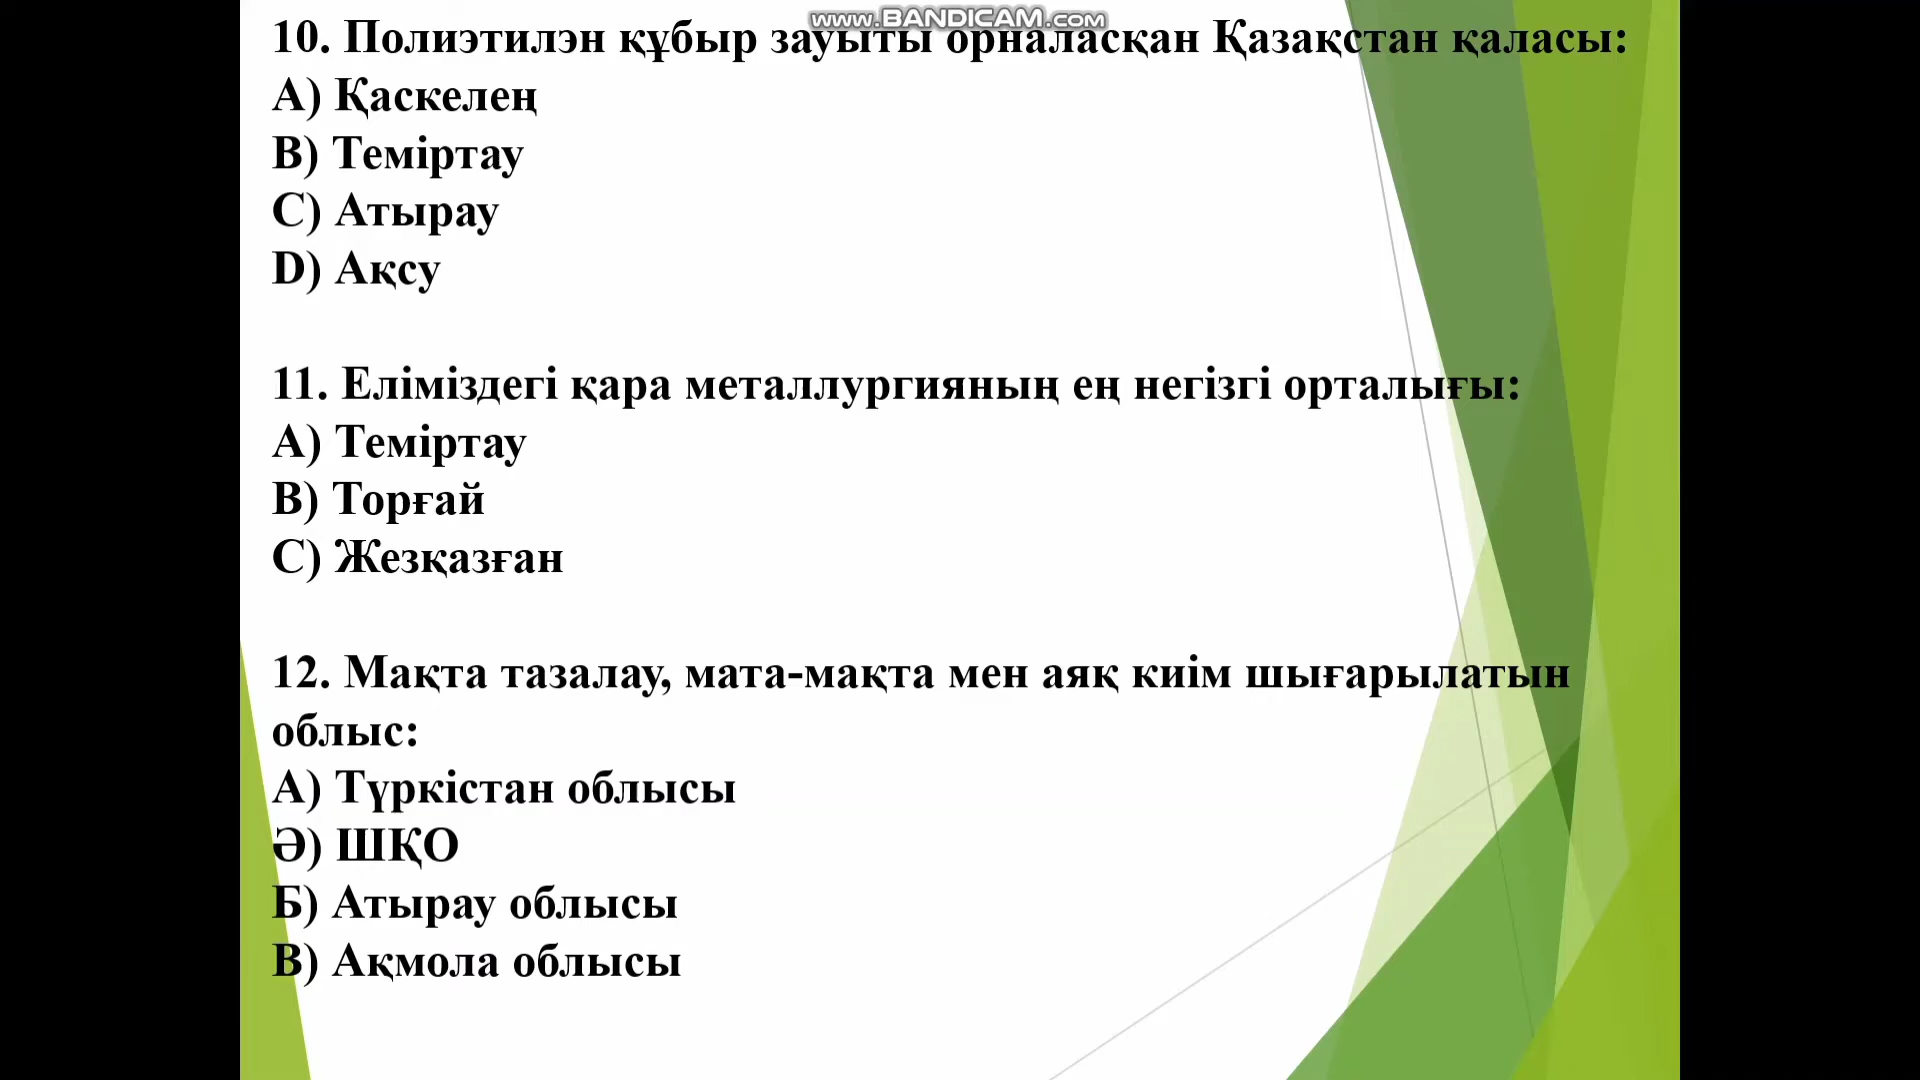 www.BANDICAM.com
10. Полиэтилэн құбыр зауыты орналасқан Қазақстан қаласы:
А) Қаскелең
В) Теміртау
С) Атырау
D) Ақсу
11. Еліміздегі қара металлургияның ең негізгі орталығы:
А) Теміртау
В) Торғай
С) Жезқазған
12. Мақта тазалау, мата-мақта мен аяқ киім шығарылатын
облыс:
А) Түркістан облысы
Ә) ШҚО
Б) Атырау облысы
В) Ақмола облысы